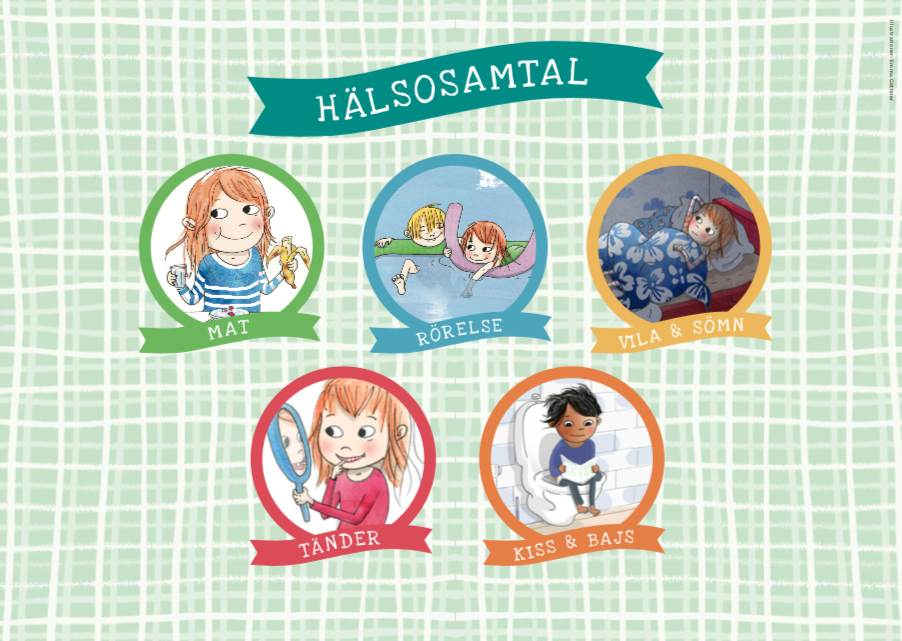 HÄLSOSAMTAL
MAT
RÖRELSE
VILA & SÖMN
TÄNDER
KISS & BAJS